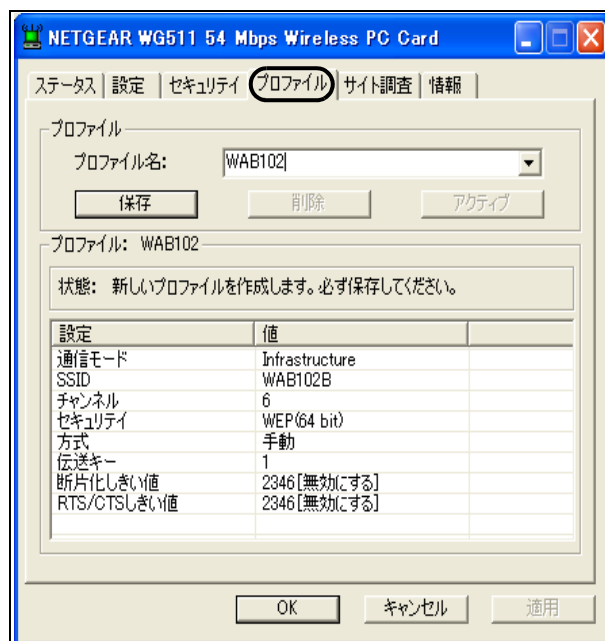 NETGEAR WG511 54 Mbps Wireless PC Card
ステータス 設定 セキュリティ プロファイル サイト調査 情報
プロファイル
プロファイル名: WAB102
保存 削除 アクティブ
プロファイル: WAB102
状態: 新しいプロファイルを作成します。必ず保存してください。
設定 値
通信モード Infrastructure
SSID WAB102B
チャンネル 6
セキュリティ WEP(64 bit)
方式 手動
伝送キー 1
断片化しきい値 2346[無効にする]
RTS/CTSしきい値 2346[無効にする]
OK キャンセル 適用